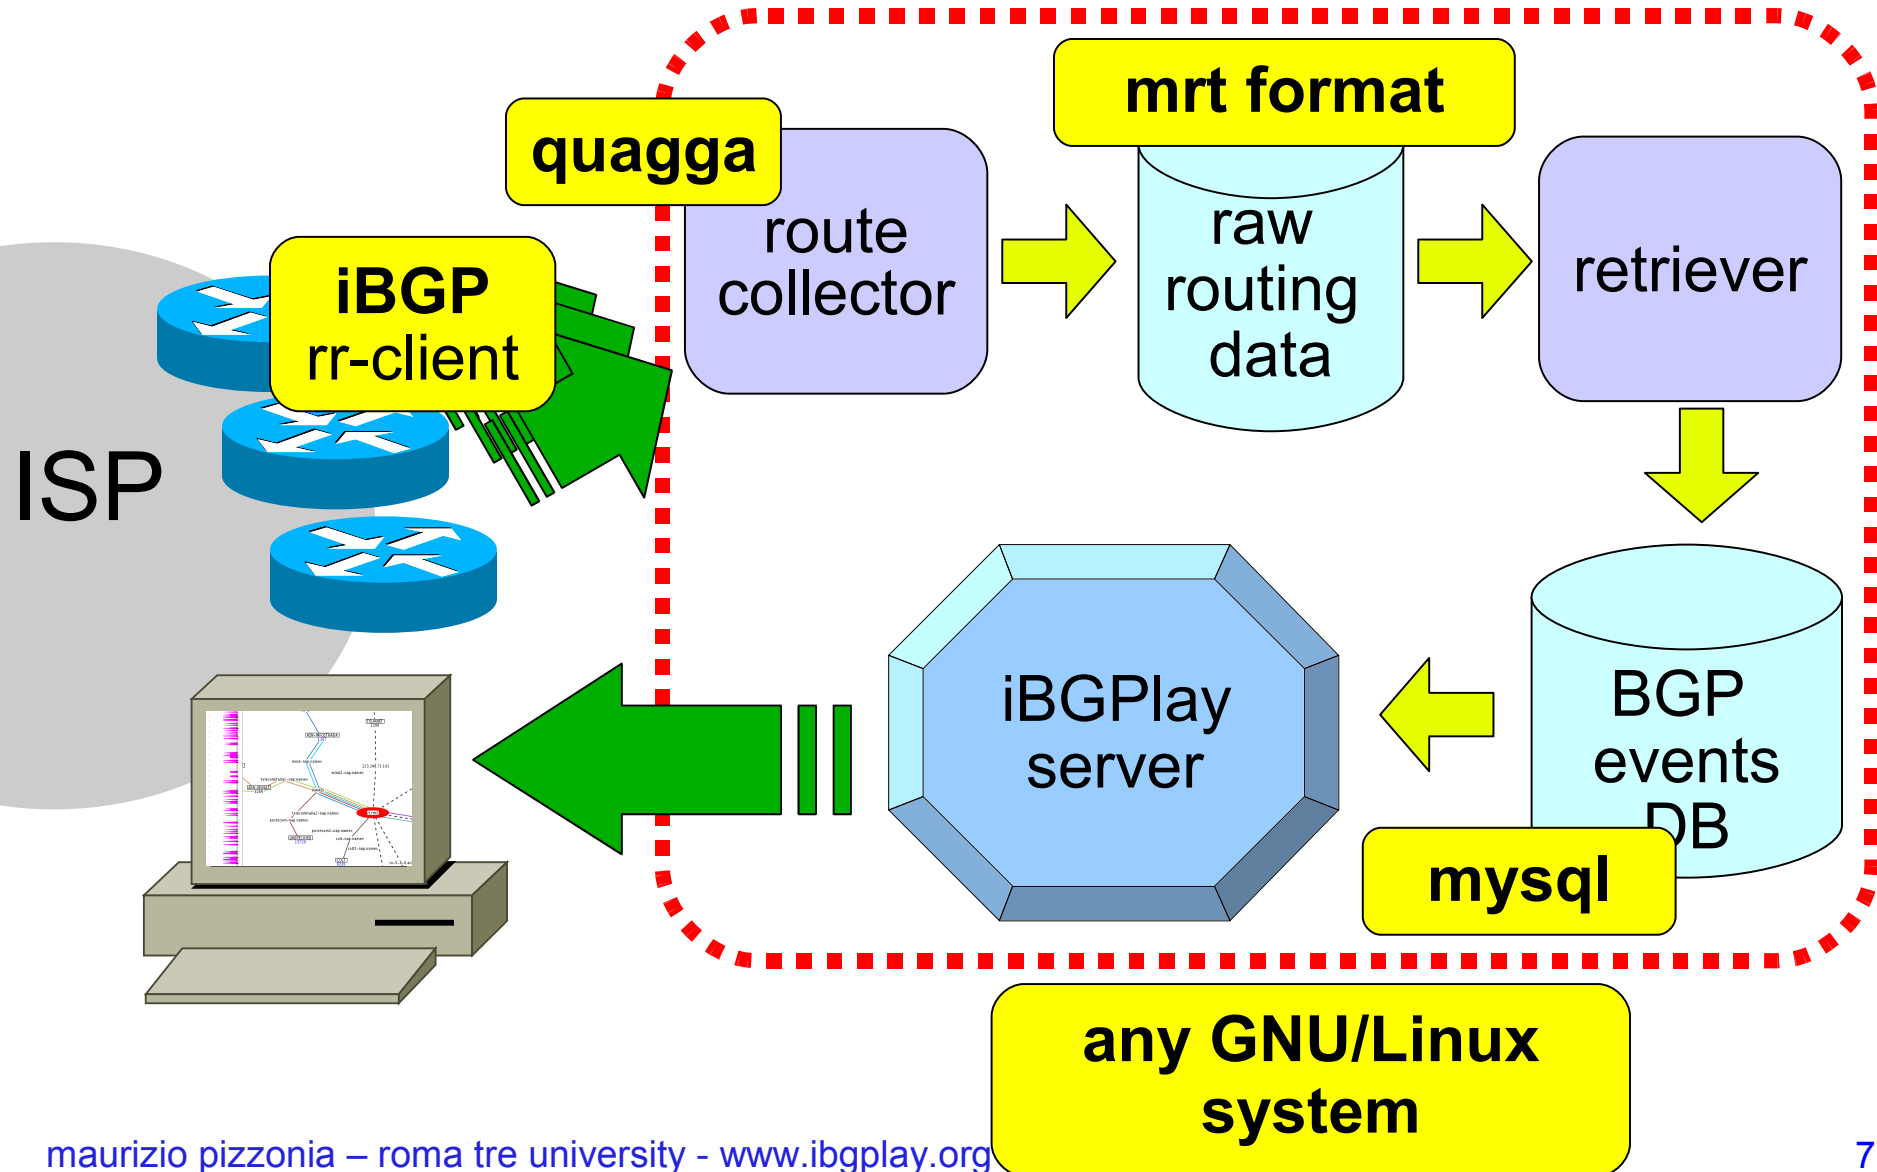 mrt format
quagga
route
collector
raw
routing
data
retriever
iBGP
rr-client
ISP
iBGPlay
server
BGP
events
DB
mysql
any GNU/Linux
system
maurizio pizzonia – roma tre university - www.ibgplay.org
7